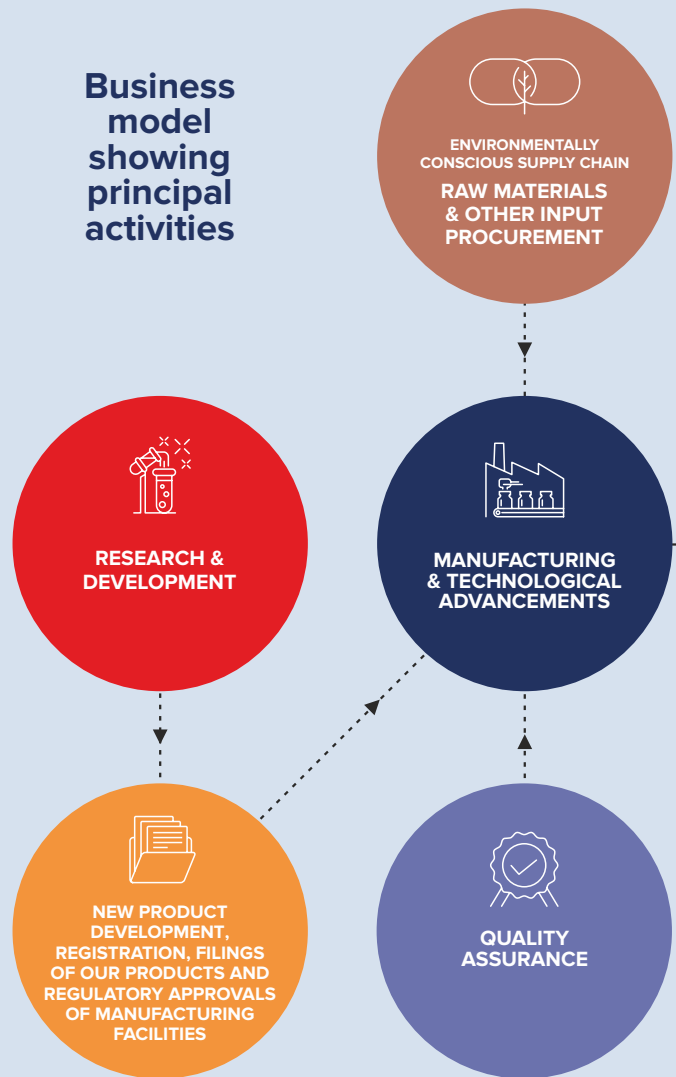 Business
model
showing
principal
activities
ENVIRONMENTALLY
CONSCIOUS SUPPLY CHAIN
RAW MATERIALS
& OTHER INPUT
PROCUREMENT
RESEARCH &
DEVELOPMENT
MANUFACTURING
& TECHNOLOGICAL
ADVANCEMENTS
NEW PRODUCT
DEVELOPMENT,
REGISTRATION, FILINGS
OF OUR PRODUCTS AND
REGULATORY APPROVALS
OF MANUFACTURING
FACILITIES
QUALITY
ASSURANCE